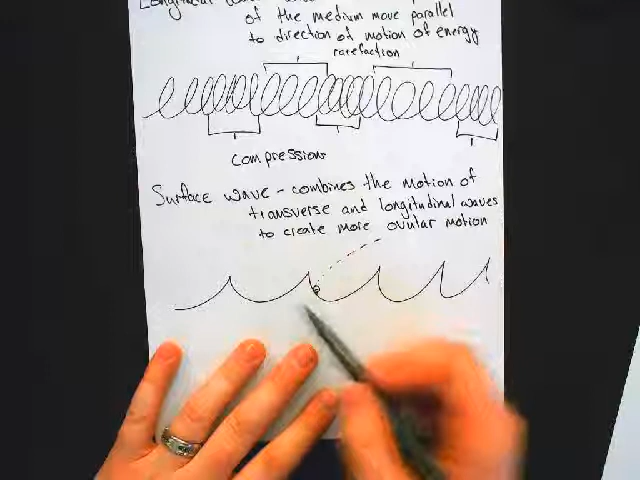 Longitudinal
of the medium move parallel
to direction of motion of energy
rarefaction
compressions
Surface wave - combines the motion of
transverse and longitudinal waves
to create more ovular motion